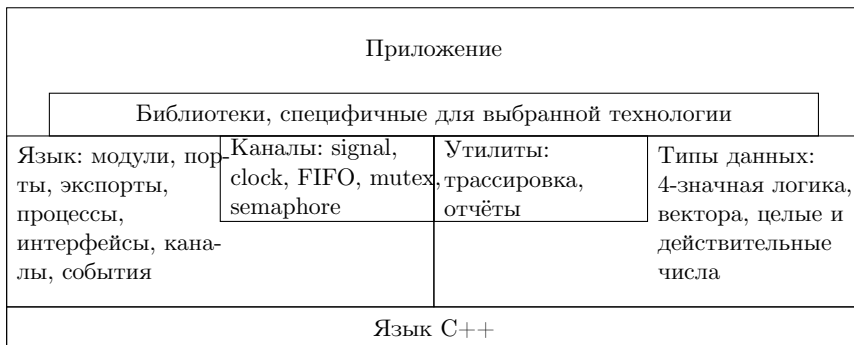 Приложение
Библиотеки, специфичные для выбранной технологии
Язык: модули, пор-
ты, экспорты,
процессы,
интерфейсы, кана-
лы, события
Каналы: signal,
clock, FIFO, mutex,
semaphore
Утилиты:
трассировка,
отчёты
Типы данных:
4-значная логика,
вектора, целые и
действительные
числа
Язык C++